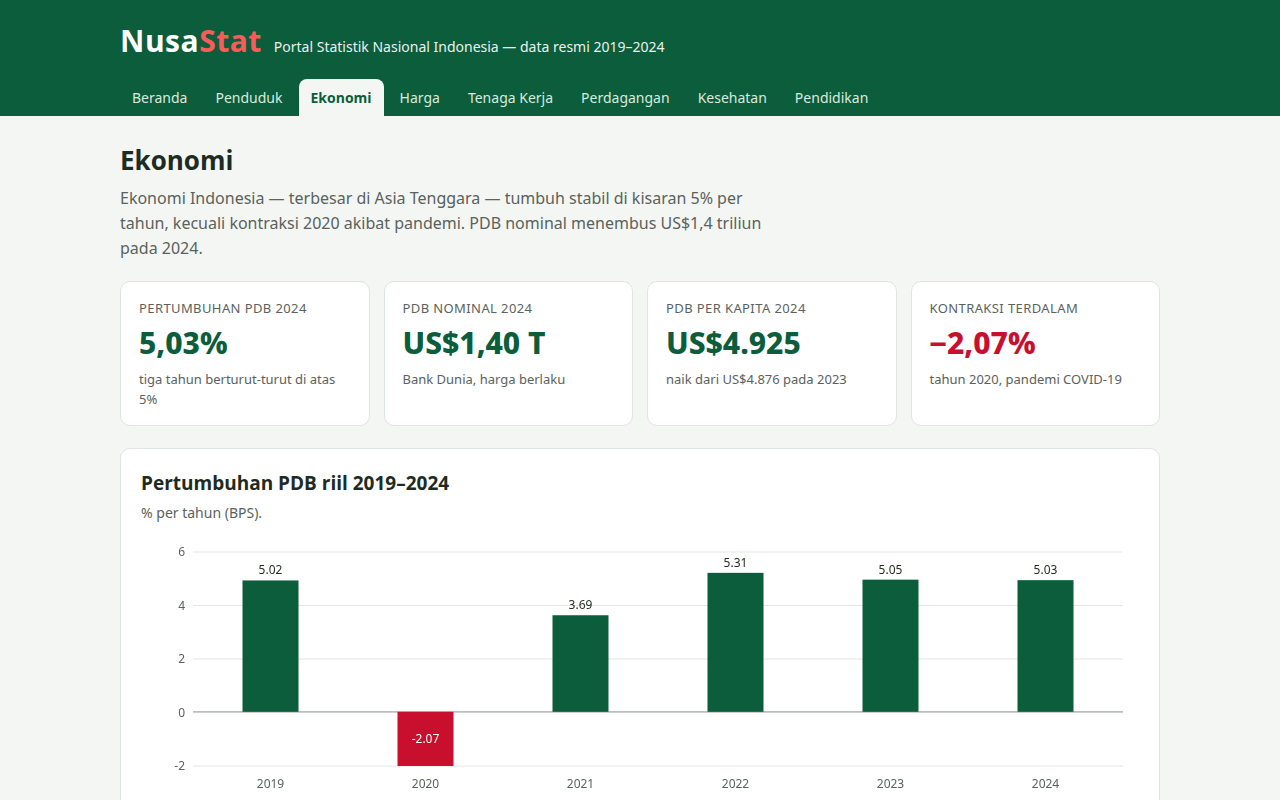 NusaStat Portal Statistik Nasional Indonesia — data resmi 2019–2024
Beranda Penduduk Ekonomi Harga Tenaga Kerja Perdagangan Kesehatan Pendidikan
Ekonomi
Ekonomi Indonesia — terbesar di Asia Tenggara — tumbuh stabil di kisaran 5% per
tahun, kecuali kontraksi 2020 akibat pandemi. PDB nominal menembus US$1,4 triliun
pada 2024.
PERTUMBUHAN PDB 2024
5,03%
tiga tahun berturut-turut di atas
5%
PDB NOMINAL 2024
US$1,40 T
Bank Dunia, harga berlaku
PDB PER KAPITA 2024
US$4.925
naik dari US$4.876 pada 2023
KONTRAKSI TERDALAM
−2,07%
tahun 2020, pandemi COVID-19
Pertumbuhan PDB riil 2019–2024
% per tahun (BPS).
6
4
2
0
-2
5.02
-2.07
3.69
5.31
5.05
5.03
2019 2020 2021 2022 2023 2024